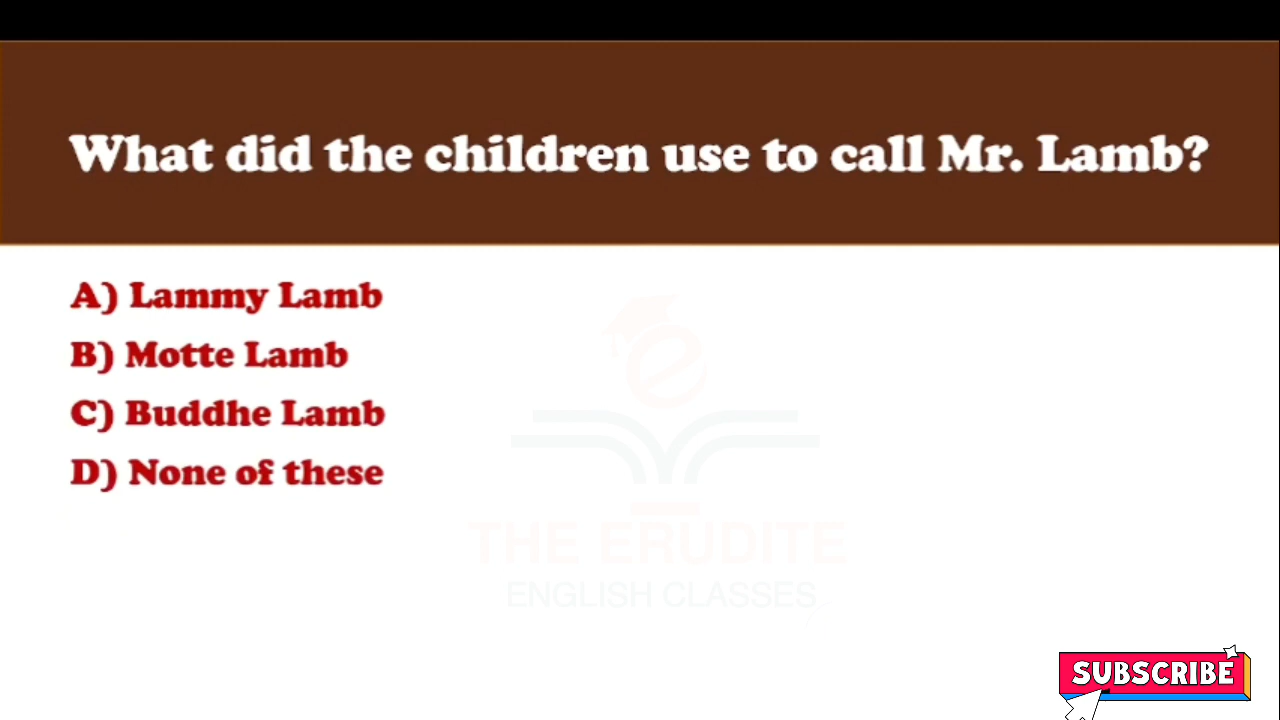 What did the children use to call Mr. Lamb?
A) Lammy Lamb
B) Motte Lamb
C) Buddhe Lamb
D) None of these
THE ERUDITE
ENGLISH CLASSES
SUBSCRIBE